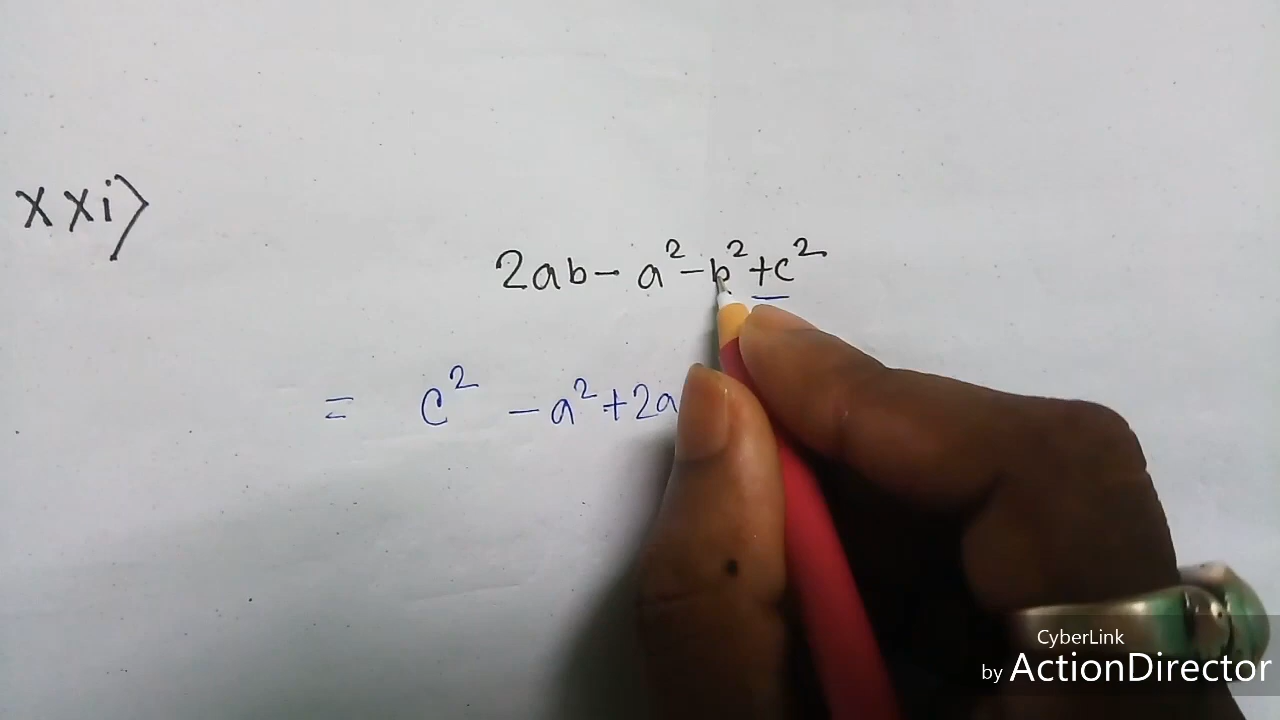 xxi)
2ab - a² - b² + c²
= c² - a² + 2a
CyberLink
by ActionDirector